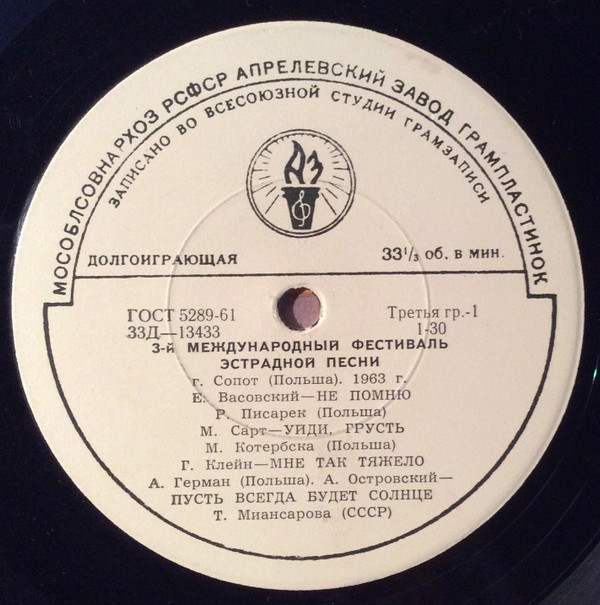 МОСОБЛСОВНАРХОЗ РСФСР АПРЕЛЕВСКИЙ ЗАВОД ГРАМПЛАСТИНОК
ЗАПИСАНО ВО ВСЕСОЮЗНОЙ СТУДИИ ГРАМЗАПИСИ
АЗ
ДОЛГОИГРАЮЩАЯ 33⅓ об. в мин.
ГОСТ 5289-61 Третья гр.-1
33Д—13433 1-30
3-й МЕЖДУНАРОДНЫЙ ФЕСТИВАЛЬ
ЭСТРАДНОЙ ПЕСНИ
г. Сопот (Польша). 1963 г.
Е. Васовский—НЕ ПОМНЮ
Р. Писарек (Польша)
М. Сарт—УЙДИ, ГРУСТЬ
М. Котербска (Польша)
Г. Клейн—МНЕ ТАК ТЯЖЕЛО
А. Герман (Польша). А. Островский—
ПУСТЬ ВСЕГДА БУДЕТ СОЛНЦЕ
Т. Миансарова (СССР)